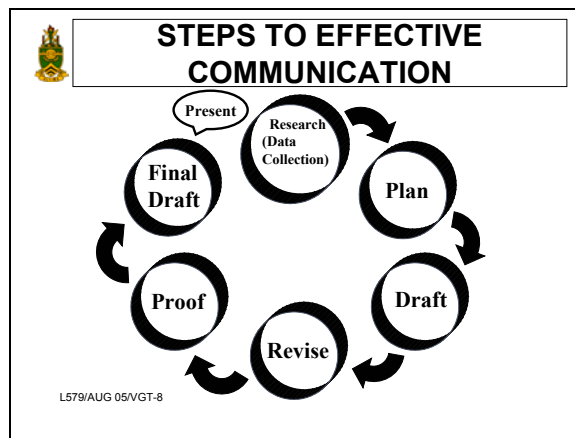 STEPS TO EFFECTIVE
COMMUNICATION
Present
Research
(Data
Collection)
Plan
Draft
Revise
Proof
Final
Draft
L579/AUG 05/VGT-8